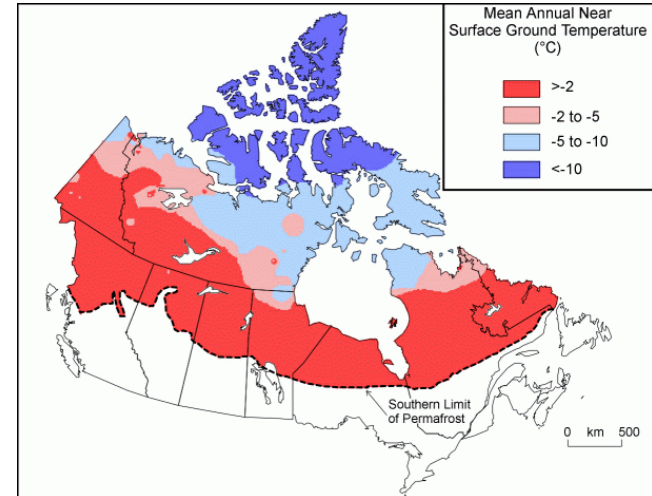 Mean Annual Near
Surface Ground Temperature
(°C)
>-2
-2 to -5
-5 to -10
<-10
Southern Limit
of Permafrost
0 km 500